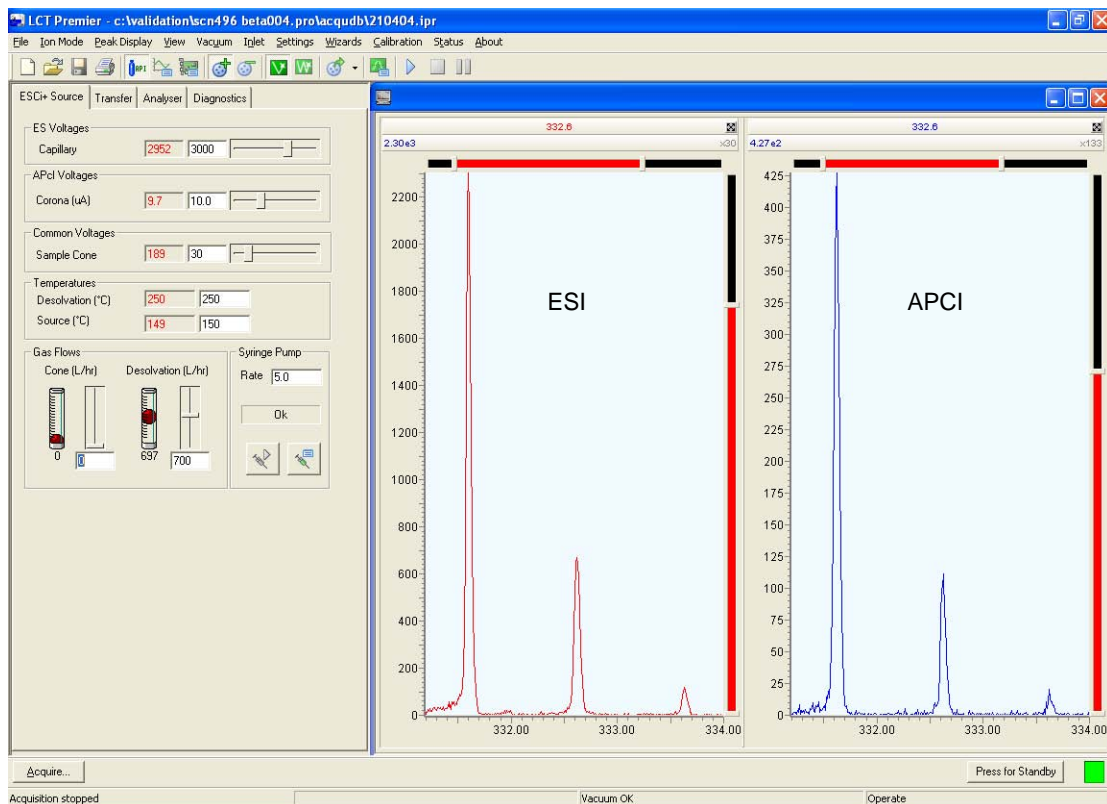 LCT Premier - c:\validation\scn496 beta004.pro\acqudb\210404.ipr
File Ion Mode Peak Display View Vacuum Inlet Settings Wizards Calibration Status About
RPI
ESCi+ Source Transfer Analyser Diagnostics
ES Voltages
Capillary 2952 3000
APcI Voltages
Corona (uA) 9.7 10.0
Common Voltages
Sample Cone 189 30
Temperatures
Desolvation (°C) 250 250
Source (°C) 149 150
Gas Flows
Cone (L/hr) Desolvation (L/hr)
0 0 697 700
Syringe Pump
Rate 5.0
Ok
332.6
2.30e3 x30
2200
2000
1800
1600
1400
1200
1000
800
600
400
200
0
ESI
332.00 333.00 334.00
332.6
4.27e2 x133
425
400
375
350
325
300
275
250
225
200
175
150
125
100
75
50
25
0
APCI
332.00 333.00 334.00
Acquire...
Press for Standby
Acquisition stopped Vacuum OK Operate